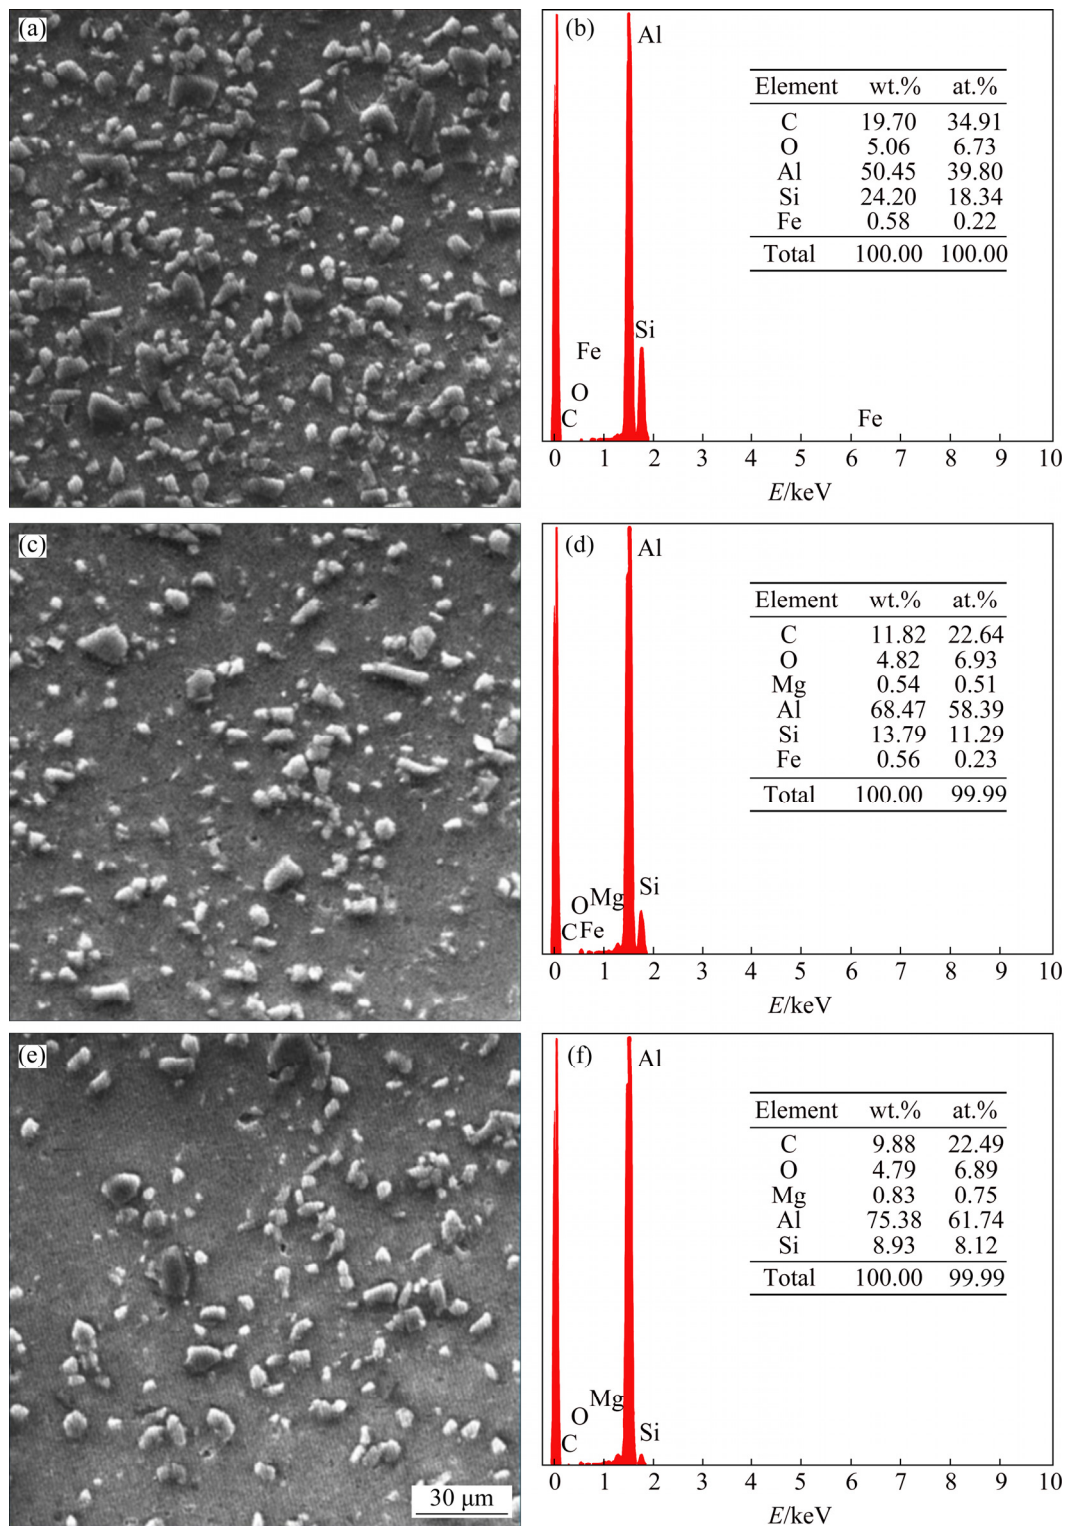 (a)
(b)
Al
Element wt.% at.%
C 19.70 34.91
O 5.06 6.73
Al 50.45 39.80
Si 24.20 18.34
Fe 0.58 0.22
Total 100.00 100.00
Si
Fe
O
C
Fe
0 1 2 3 4 5 6 7 8 9 10
E/keV
(c)
(d)
Al
Element wt.% at.%
C 11.82 22.64
O 4.82 6.93
Mg 0.54 0.51
Al 68.47 58.39
Si 13.79 11.29
Fe 0.56 0.23
Total 100.00 99.99
Si
O Mg
C Fe
0 1 2 3 4 5 6 7 8 9 10
E/keV
(e)
30 μm
(f)
Al
Element wt.% at.%
C 9.88 22.49
O 4.79 6.89
Mg 0.83 0.75
Al 75.38 61.74
Si 8.93 8.12
Total 100.00 99.99
Mg
O
Si
C
0 1 2 3 4 5 6 7 8 9 10
E/keV